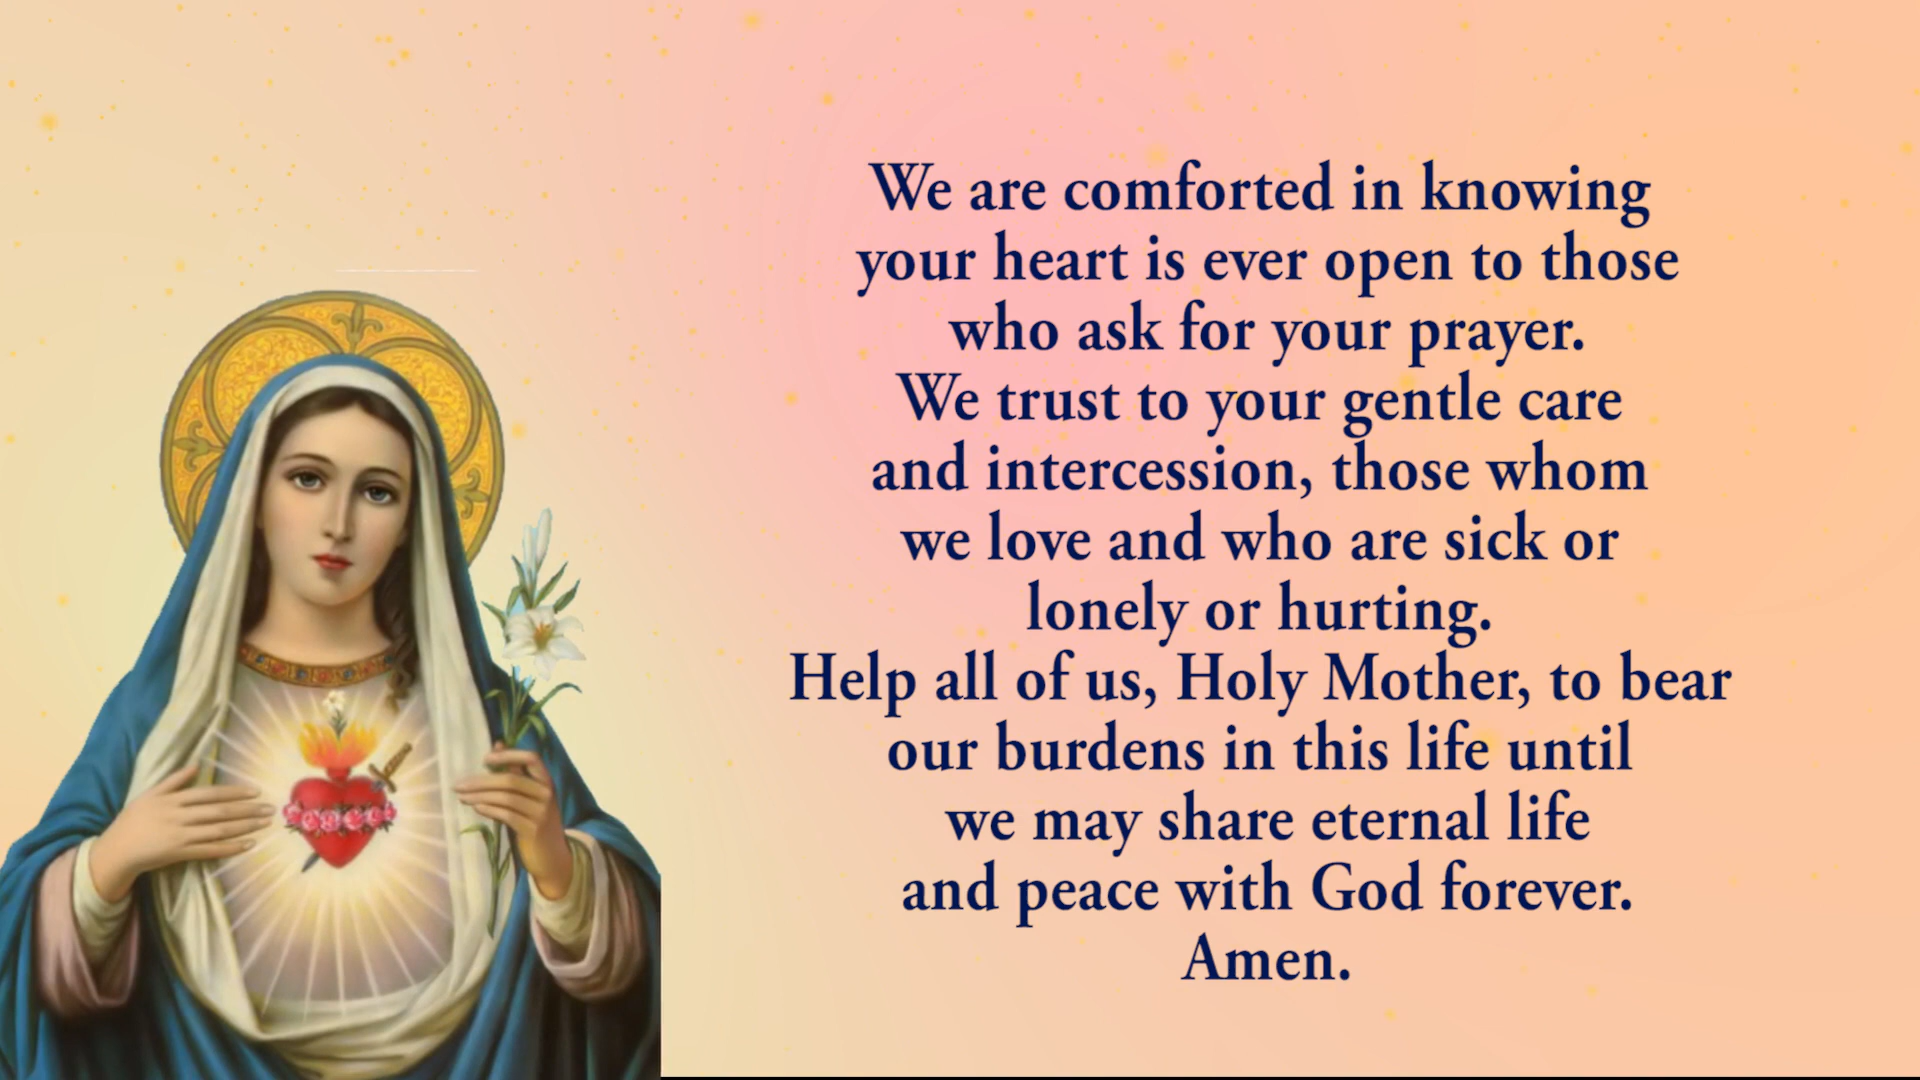 We are comforted in knowing
your heart is ever open to those
who ask for your prayer.
We trust to your gentle care
and intercession, those whom
we love and who are sick or
lonely or hurting.
Help all of us, Holy Mother, to bear
our burdens in this life until
we may share eternal life
and peace with God forever.
Amen.